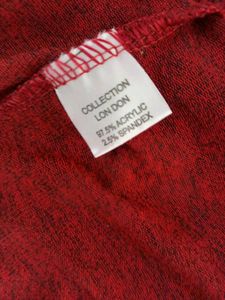 COLLECTION
LONDON
97.5% ACRYLIC
2.5% SPANDEX